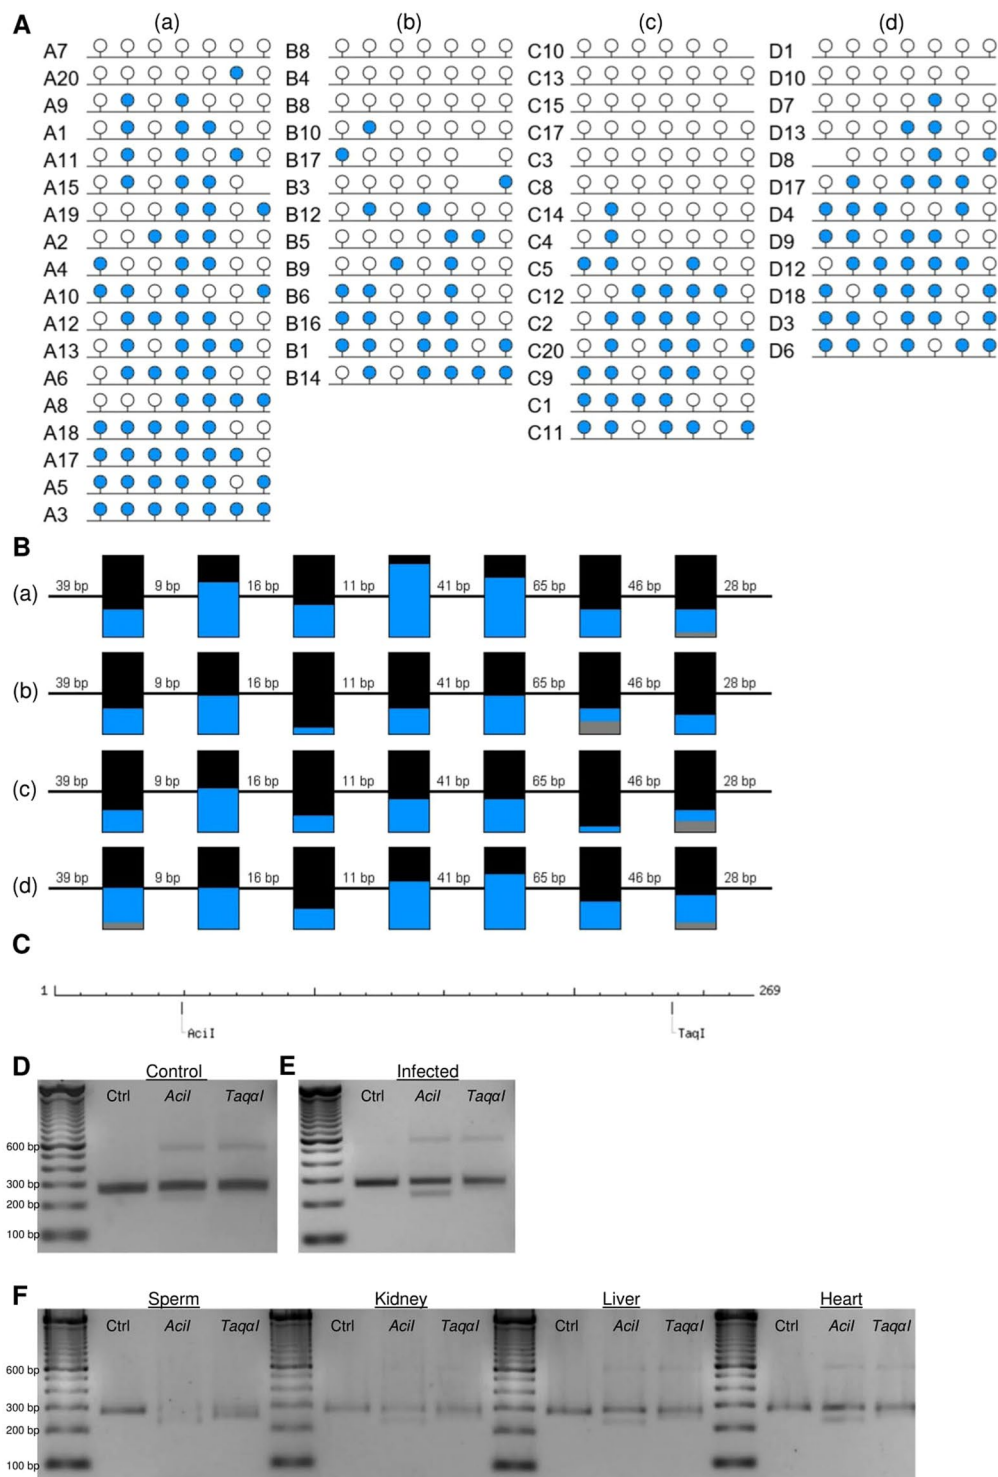 A
(a) (b) (c) (d)
A7 B8 C10 D1
A20 B4 C13 D10
A9 B8 C15 D7
A1 B10 C17 D13
A11 B17 C3 D8
A15 B3 C8 D17
A19 B12 C14 D4
A2 B5 C4 D9
A4 B9 C5 D12
A10 B6 C12 D18
A12 B16 C2 D3
A13 B1 C20 D6
A6 B14 C9
A8 C1
A18 C11
A17
A5
A3
B
(a) 39 bp 9 bp 16 bp 11 bp 41 bp 65 bp 46 bp 28 bp
(b) 39 bp 9 bp 16 bp 11 bp 41 bp 65 bp 46 bp 28 bp
(c) 39 bp 9 bp 16 bp 11 bp 41 bp 65 bp 46 bp 28 bp
(d) 39 bp 9 bp 16 bp 11 bp 41 bp 65 bp 46 bp 28 bp
C
1 269
AciI TaqI
D Control
Ctrl AciI TaqαI
600 bp
300 bp
200 bp
100 bp
E Infected
Ctrl AciI TaqαI
F
Sperm Kidney Liver Heart
Ctrl AciI TaqαI Ctrl AciI TaqαI Ctrl AciI TaqαI Ctrl AciI TaqαI
600 bp
300 bp
200 bp
100 bp